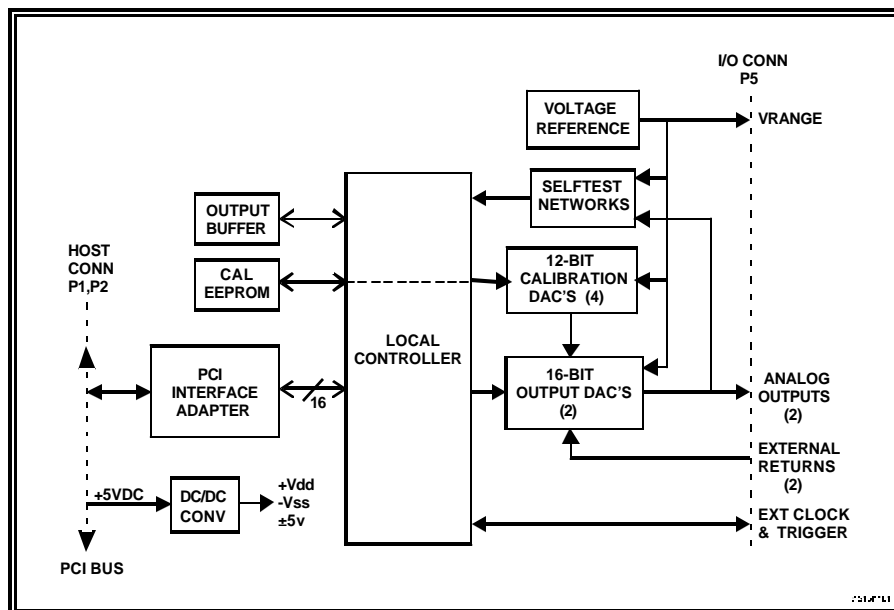 I/O CONN
P5
VOLTAGE
REFERENCE
VRANGE
SELFTEST
NETWORKS
OUTPUT
BUFFER
HOST
CONN
P1,P2
CAL
EEPROM
12-BIT
CALIBRATION
DAC'S (4)
LOCAL
CONTROLLER
PCI
INTERFACE
ADAPTER
16
16-BIT
OUTPUT DAC'S
(2)
ANALOG
OUTPUTS
(2)
EXTERNAL
RETURNS
(2)
+5VDC
DC/DC
CONV
+Vdd
-Vss
±5v
EXT CLOCK
& TRIGGER
PCI BUS